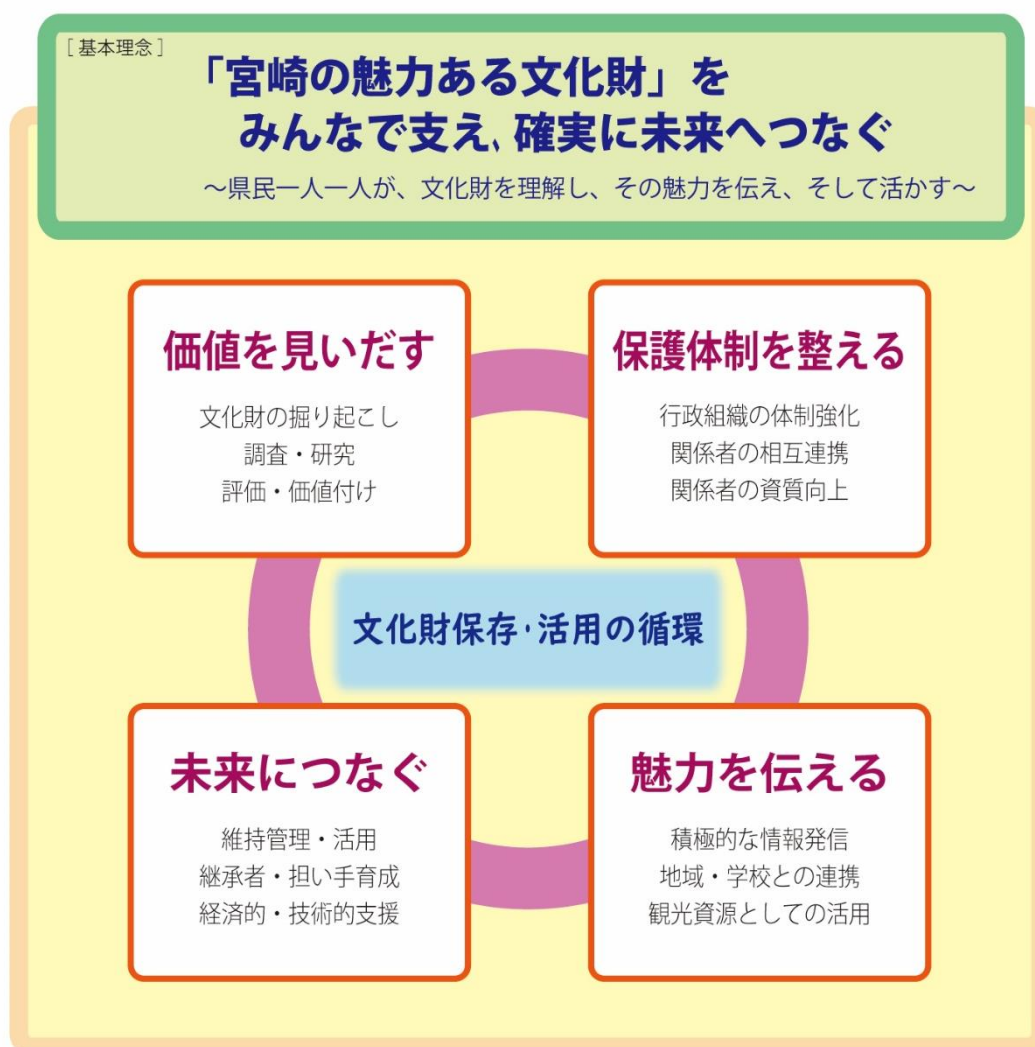 ［基本理念］
「宮崎の魅力ある文化財」を
みんなで支え、確実に未来へつなぐ
～県民一人一人が、文化財を理解し、その魅力を伝え、そして活かす～
価値を見いだす
文化財の掘り起こし
調査・研究
評価・価値付け
保護体制を整える
行政組織の体制強化
関係者の相互連携
関係者の資質向上
文化財保存・活用の循環
未来につなぐ
維持管理・活用
継承者・担い手育成
経済的・技術的支援
魅力を伝える
積極的な情報発信
地域・学校との連携
観光資源としての活用